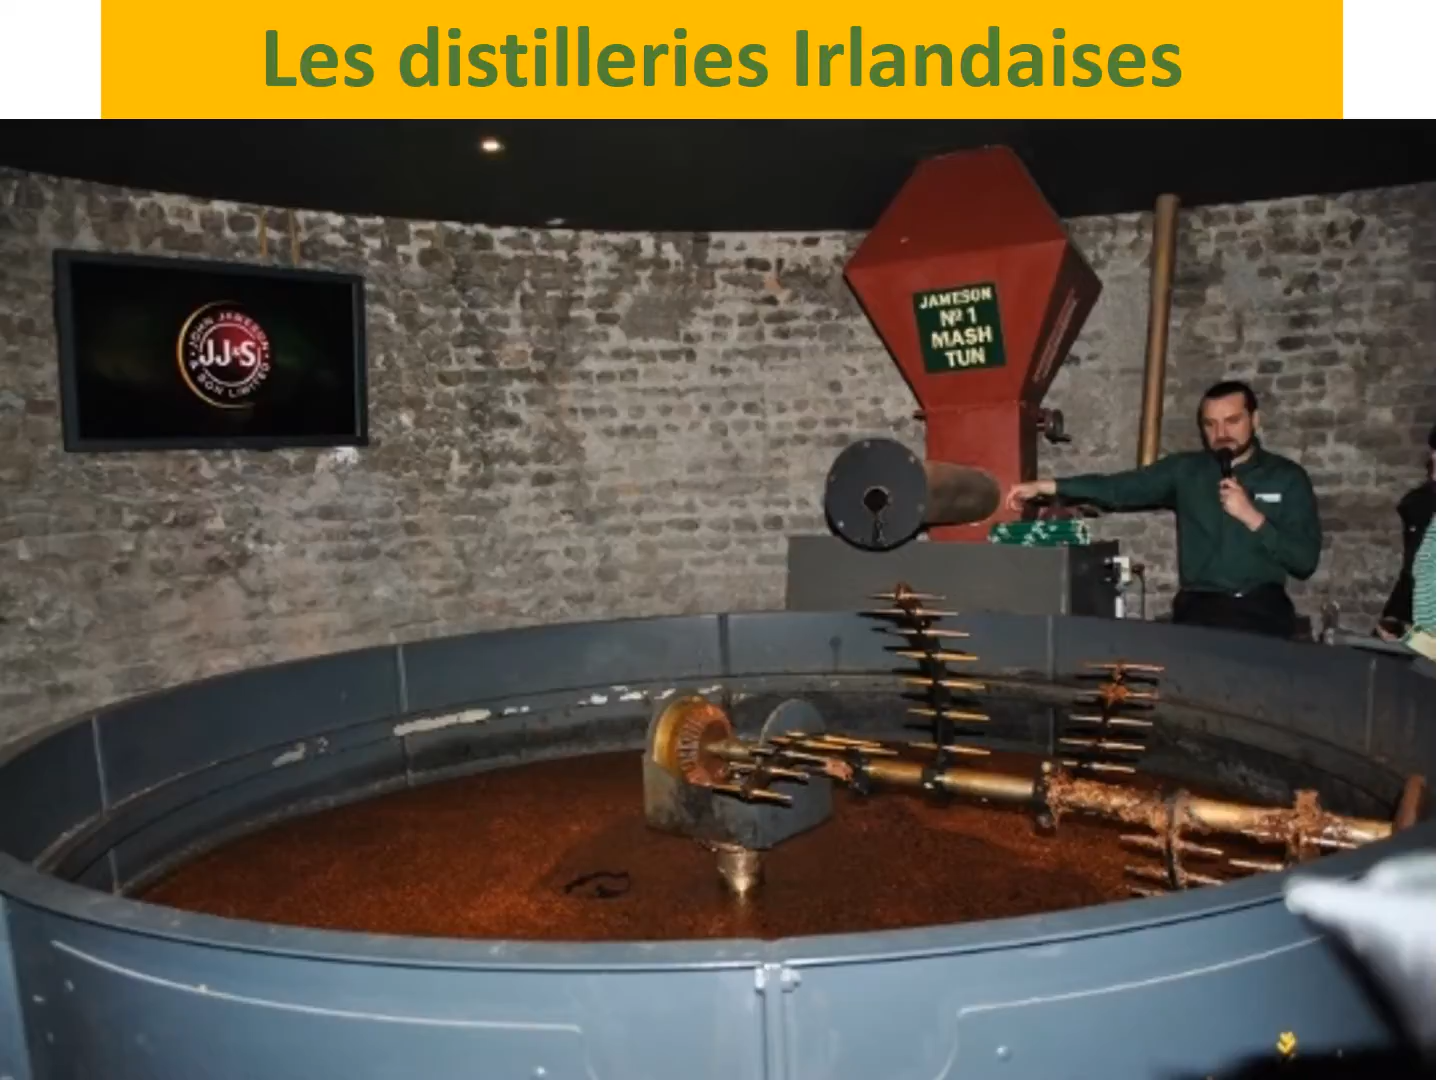 Les distilleries Irlandaises
JAMESON
Nº 1
MASH
TUN
JOHN JAMESON
JJ&S
& SON LIMITED